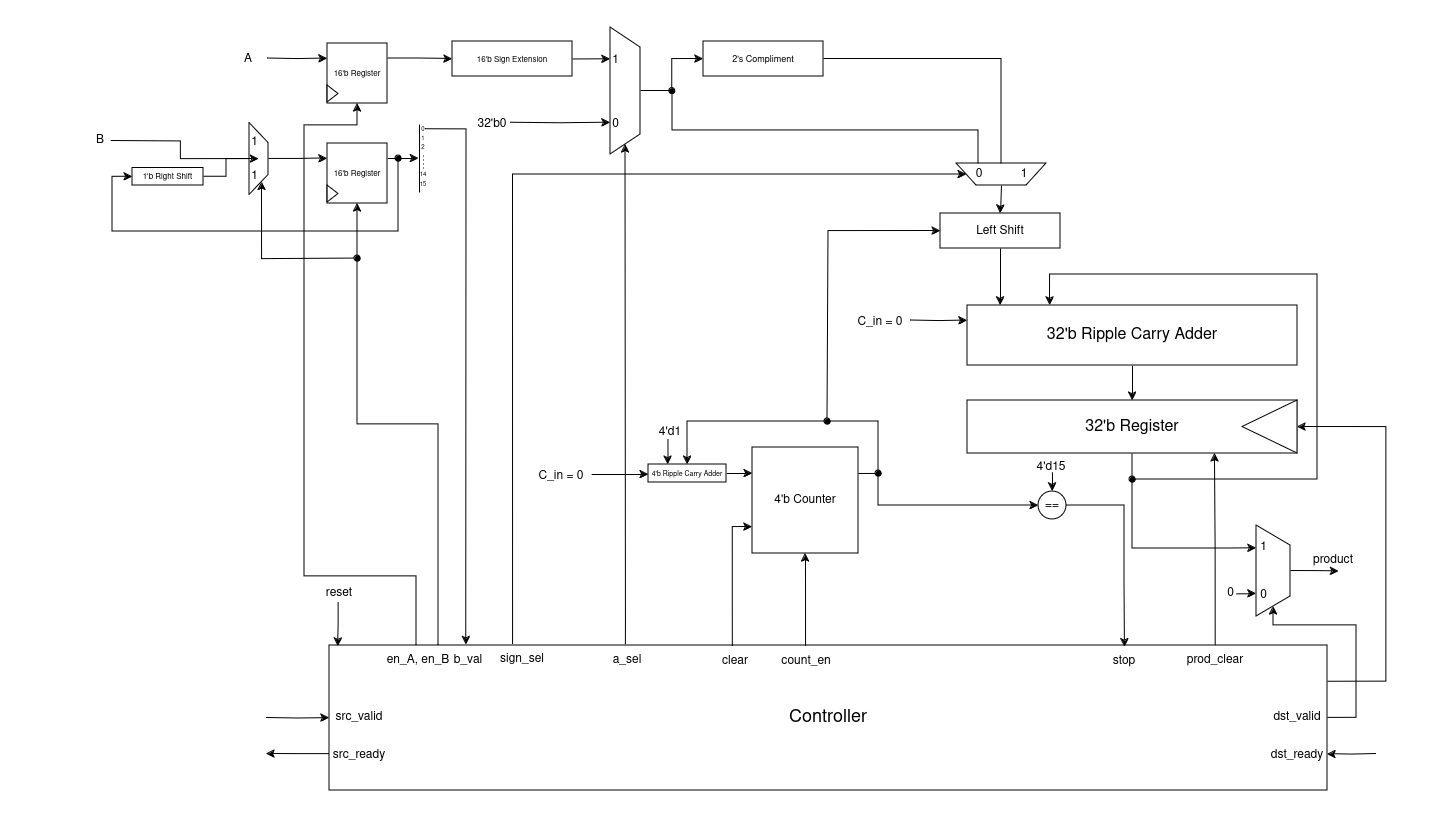 A
16'b Register
16'b Sign Extension
1
2's Compliment
32'b0
0
B
1
1
1'b Right Shift
16'b Register
0
1
2
14
15
0
1
Left Shift
C_in = 0
32'b Ripple Carry Adder
32'b Register
4'd1
C_in = 0
4'b Ripple Carry Adder
4'b Counter
4'd15
==
1
product
0
0
reset
en_A, en_B
b_val
sign_sel
a_sel
clear
count_en
stop
prod_clear
src_valid
Controller
dst_valid
src_ready
dst_ready